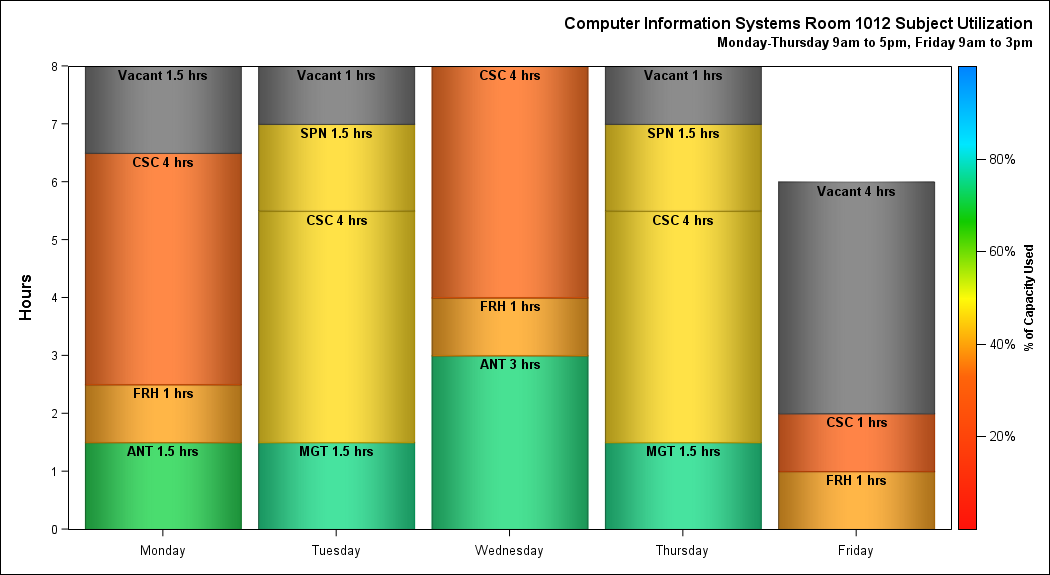 Computer Information Systems Room 1012 Subject Utilization
Monday-Thursday 9am to 5pm, Friday 9am to 3pm
Hours
8
7
6
5
4
3
2
1
0
Vacant 1.5 hrs
CSC 4 hrs
FRH 1 hrs
ANT 1.5 hrs
Vacant 1 hrs
SPN 1.5 hrs
CSC 4 hrs
MGT 1.5 hrs
CSC 4 hrs
FRH 1 hrs
ANT 3 hrs
Vacant 1 hrs
SPN 1.5 hrs
CSC 4 hrs
MGT 1.5 hrs
Vacant 4 hrs
CSC 1 hrs
FRH 1 hrs
Monday
Tuesday
Wednesday
Thursday
Friday
80%
60%
40%
20%
% of Capacity Used